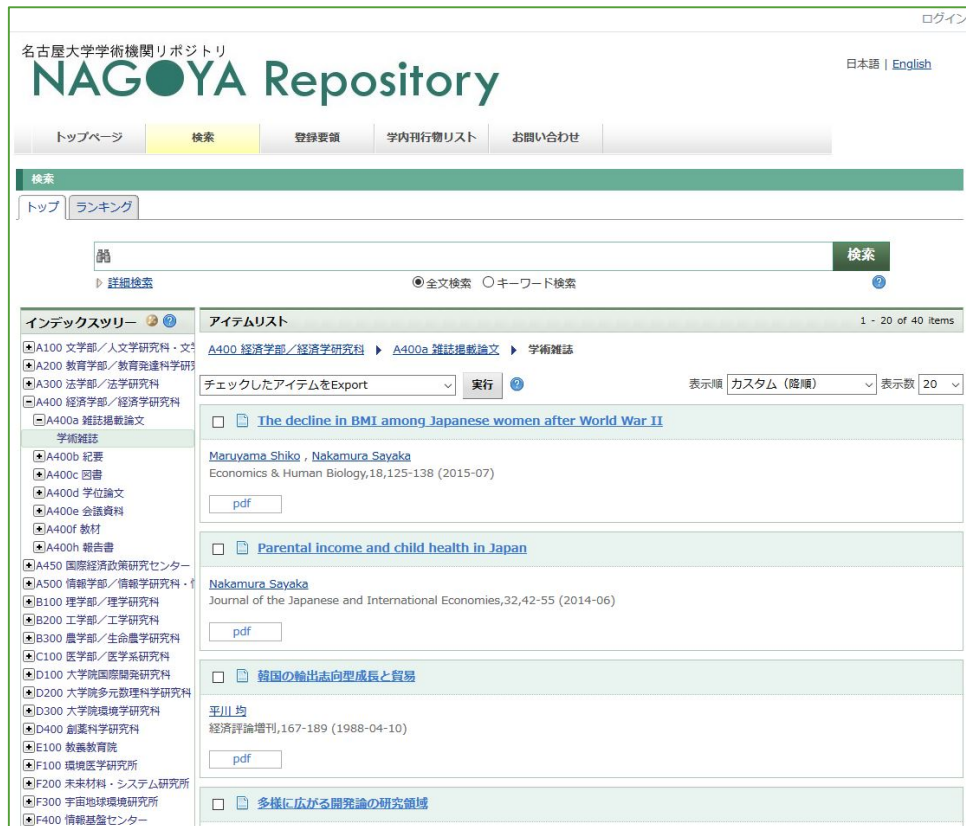 ログイン
名古屋大学学術機関リポジトリ
NAGOYA Repository
日本語 | English
トップページ 検索 登録要領 学内刊行物リスト お問い合わせ
検索
トップ ランキング
検索
詳細検索 全文検索 キーワード検索
インデックスツリー
A100 文学部/人文学研究科・文
A200 教育学部/教育発達科学研
A300 法学部/法学研究科
A400 経済学部/経済学研究科
A400a 雑誌掲載論文
学術雑誌
A400b 紀要
A400c 図書
A400d 学位論文
A400e 会議資料
A400f 教材
A400h 報告書
A450 国際経済政策研究センター
A500 情報学部/情報学研究科・
B100 理学部/理学研究科
B200 工学部/工学研究科
B300 農学部/生命農学研究科
C100 医学部/医学系研究科
D100 大学院国際開発研究科
D200 大学院多元数理科学研究科
D300 大学院環境学研究科
D400 創薬科学研究科
E100 教養教育院
F100 環境医学研究所
F200 未来材料・システム研究所
F300 宇宙地球環境研究所
F400 情報基盤センター
アイテムリスト 1 - 20 of 40 items
A400 経済学部/経済学研究科 A400a 雑誌掲載論文 学術雑誌
チェックしたアイテムをExport 実行 表示順 カスタム(降順) 表示数 20
The decline in BMI among Japanese women after World War II
Maruyama Shiko , Nakamura Sayaka
Economics & Human Biology,18,125-138 (2015-07)
pdf
Parental income and child health in Japan
Nakamura Sayaka
Journal of the Japanese and International Economies,32,42-55 (2014-06)
pdf
韓国の輸出志向型成長と貿易
平川 均
経済評論増刊,167-189 (1988-04-10)
pdf
多様に広がる開発論の研究領域